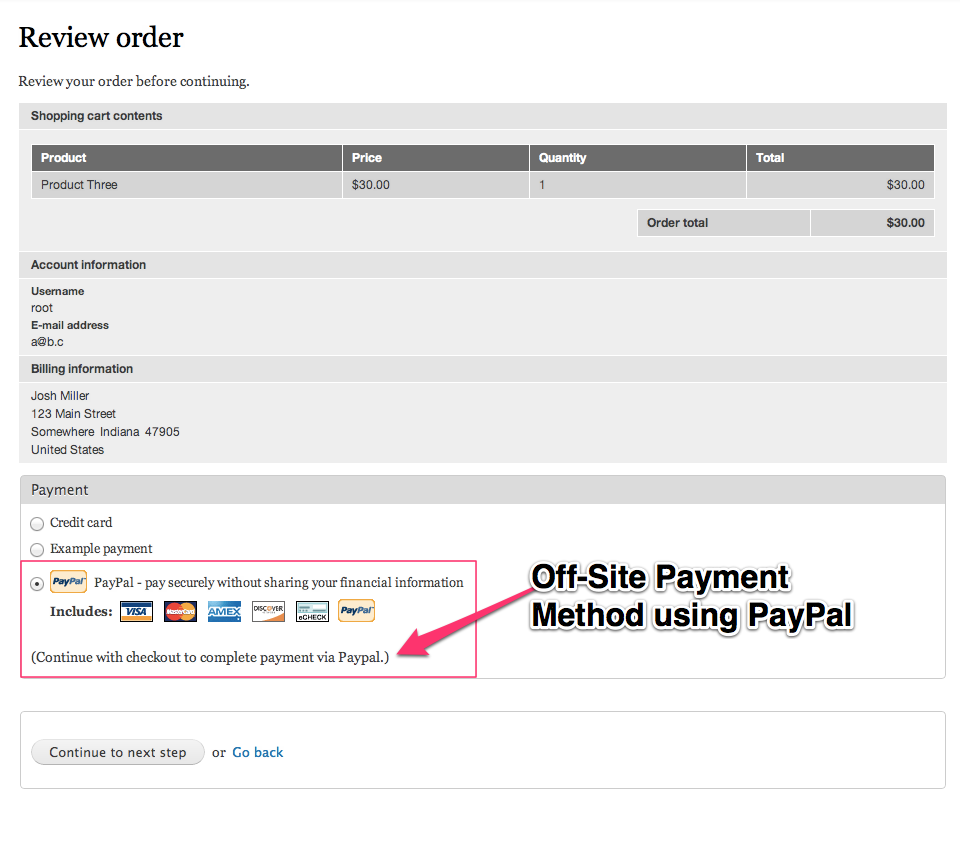 Review order
Review your order before continuing.
Shopping cart contents
Product Price Quantity Total
Product Three $30.00 1 $30.00
Order total $30.00
Account information
Username
root
E-mail address
a@b.c
Billing information
Josh Miller
123 Main Street
Somewhere Indiana 47905
United States
Payment
Credit card
Example payment
PayPal PayPal - pay securely without sharing your financial information
Includes: VISA MasterCard AMEX DISCOVER eCHECK PayPal
(Continue with checkout to complete payment via Paypal.)
Off-Site Payment
Method using PayPal
Continue to next step or Go back